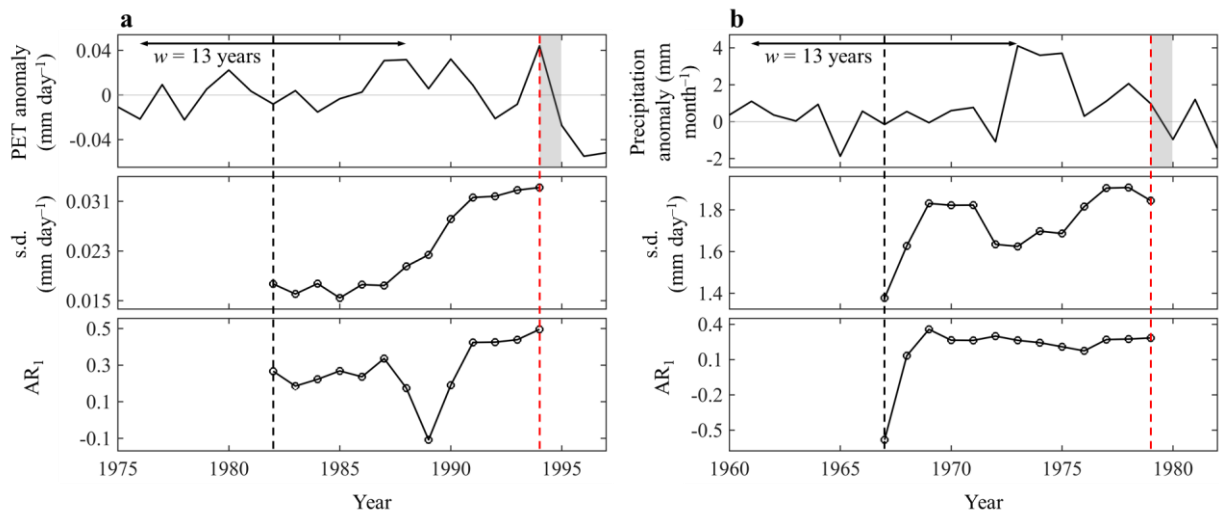 a
w = 13 years
PET anomaly
(mm day⁻¹)
0.04
0
-0.04
s.d.
(mm day⁻¹)
0.031
0.023
0.015
AR₁
0.5
0.3
0.1
-0.1
1975 1980 1985 1990 1995
Year
b
w = 13 years
Precipitation
anomaly (mm
month⁻¹)
4
2
0
-2
s.d.
(mm day⁻¹)
1.8
1.6
1.4
AR₁
0.4
0.1
-0.5
-0.5
1960 1965 1970 1975 1980
Year